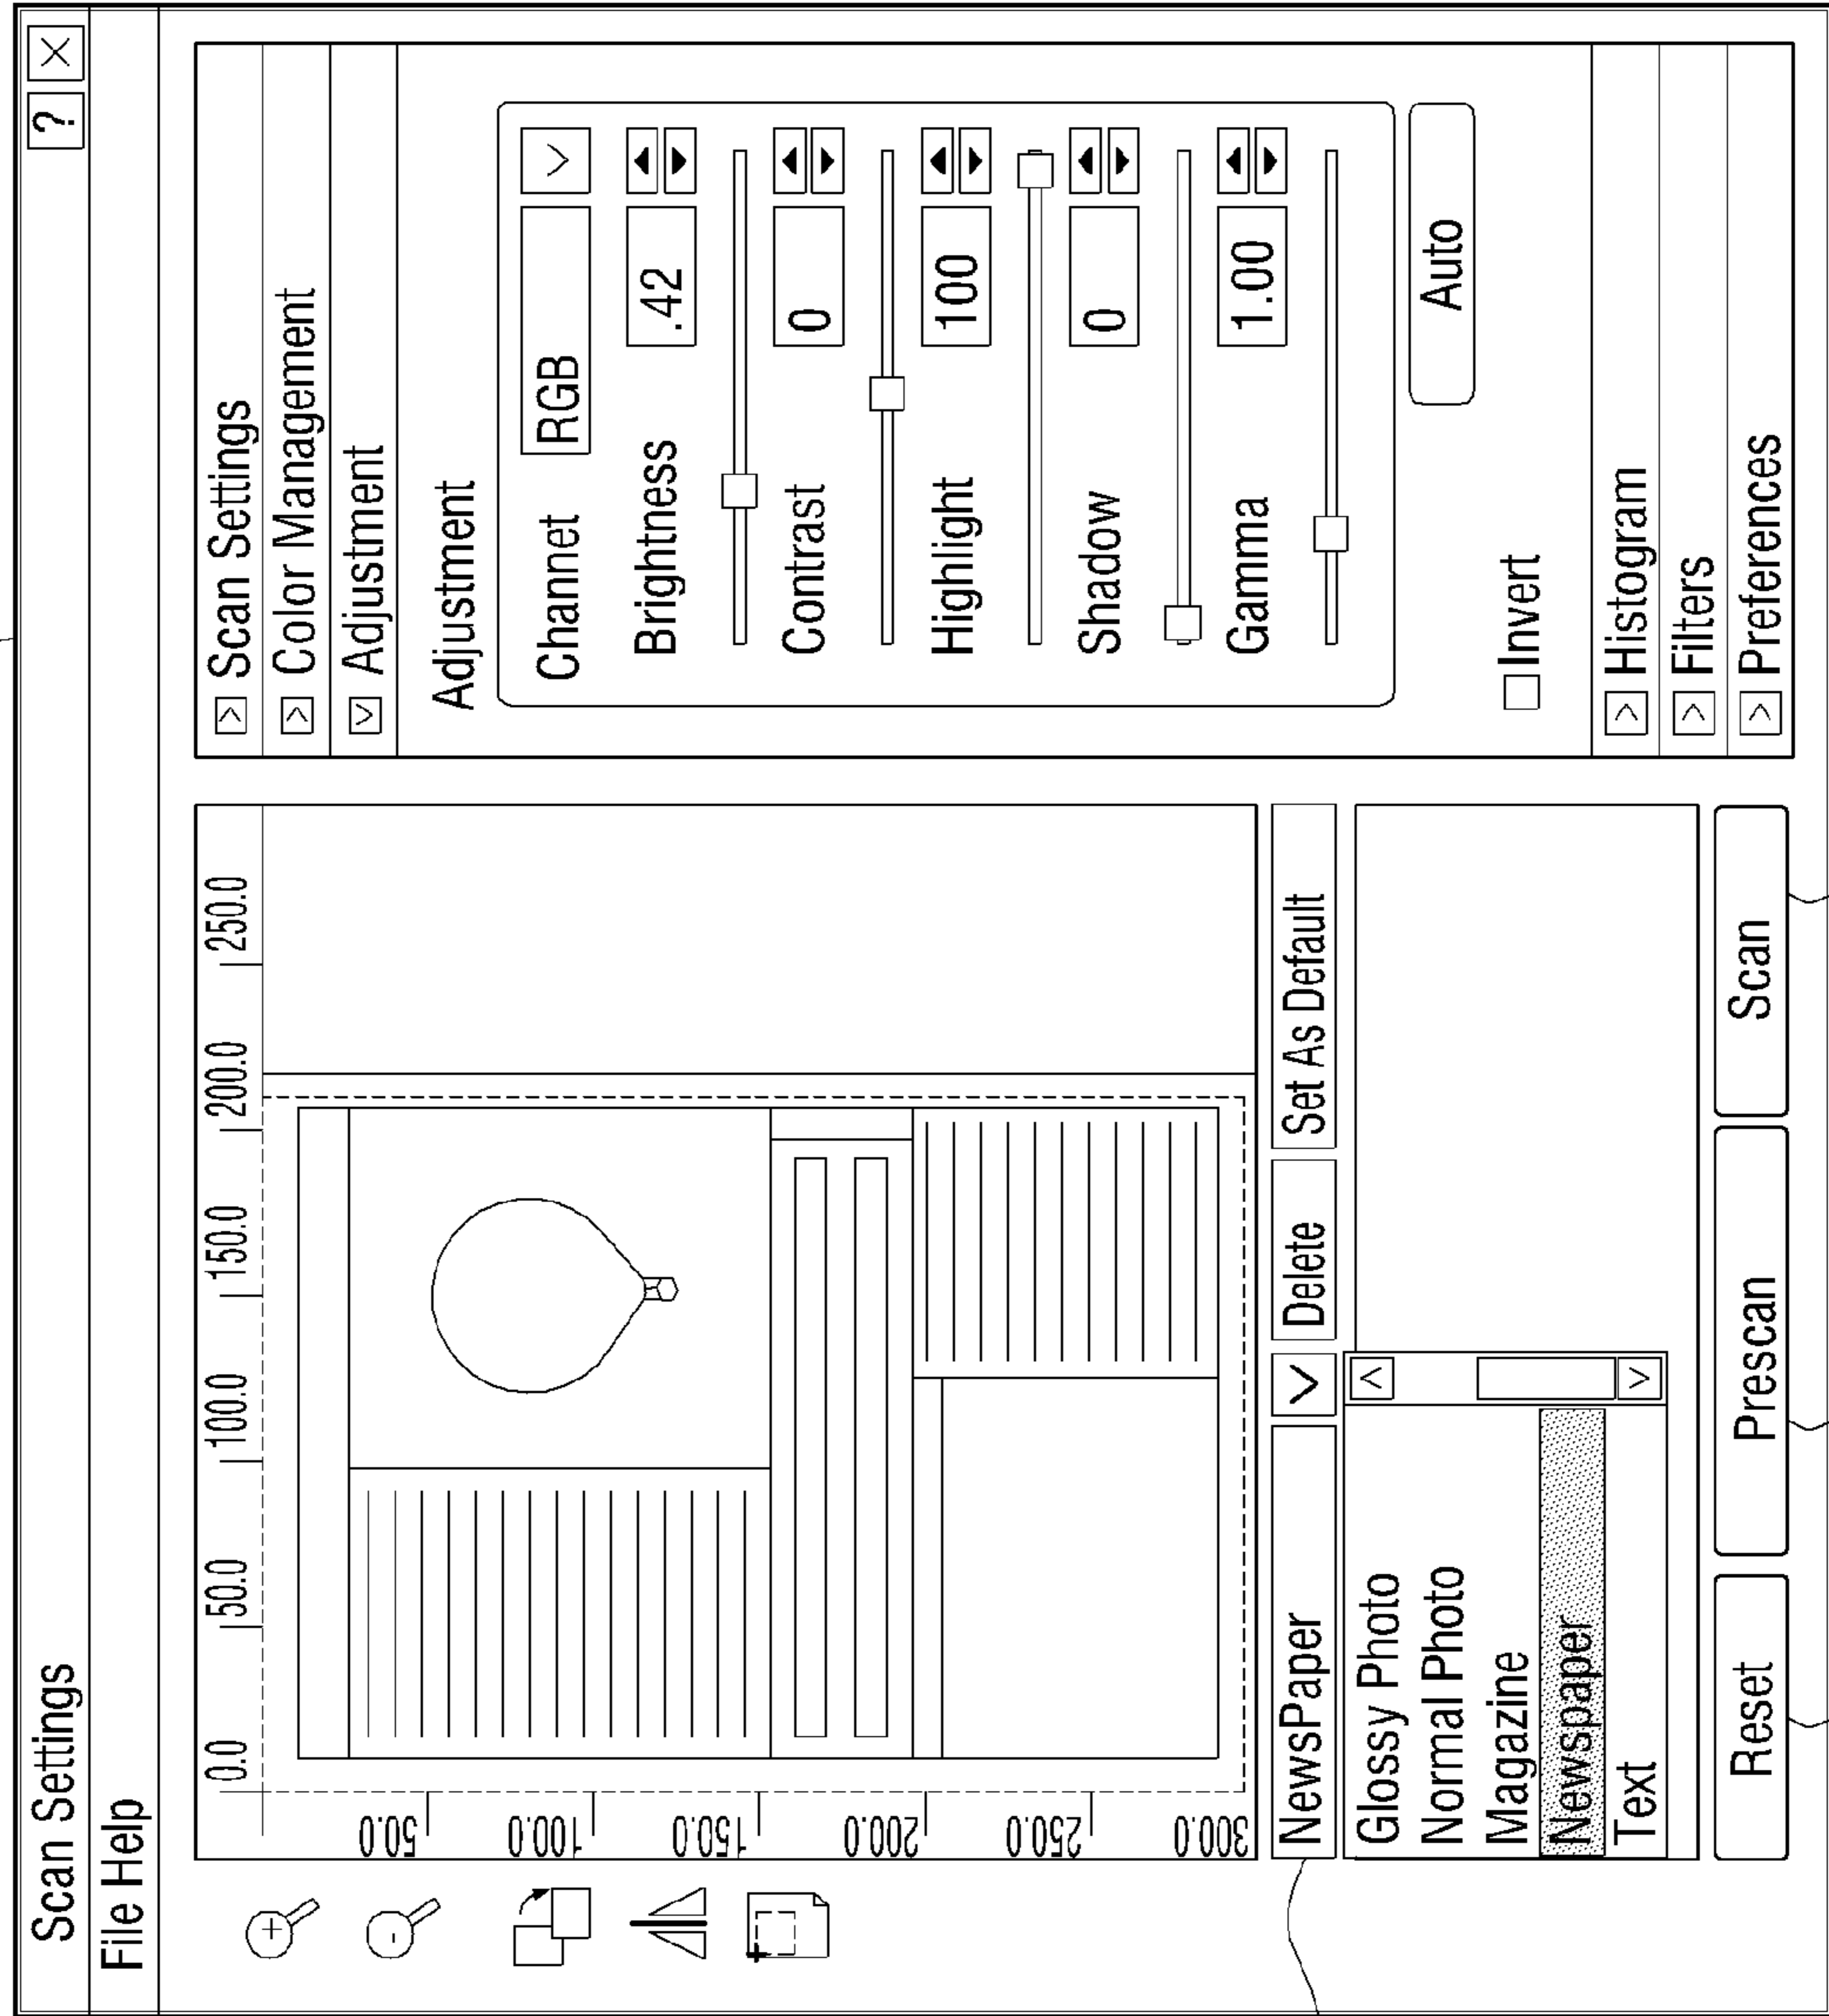 Scan Settings
? X
File Help
0.0 50.0 100.0 150.0 200.0 250.0
50.0
100.0
150.0
200.0
250.0
300.0
NewsPaper Delete Set As Default
Glossy Photo
Normal Photo
Magazine
Newspaper
Text
Reset Prescan Scan
> Scan Settings
> Color Management
Adjustment
Adjustment
Channet RGB
Brightness .42
Contrast 0
Highlight 100
Shadow 0
Gamma 1.00
Auto
Invert
> Histogram
> Filters
> Preferences